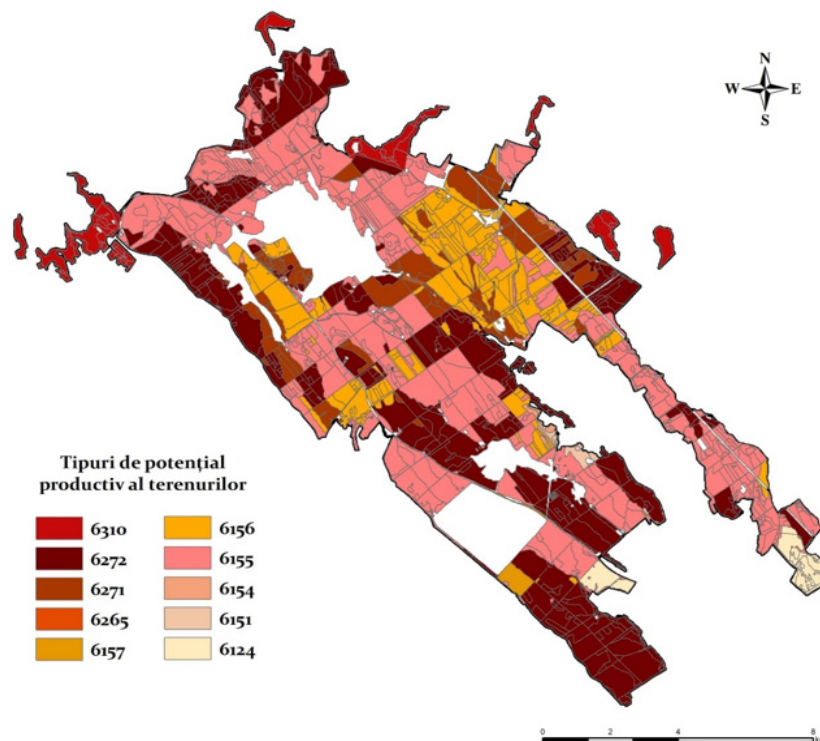 N
W E
S
Tipuri de potențial
productiv al terenurilor
6310 6156
6272 6155
6271 6154
6265 6151
6157 6124
0 2 4 8